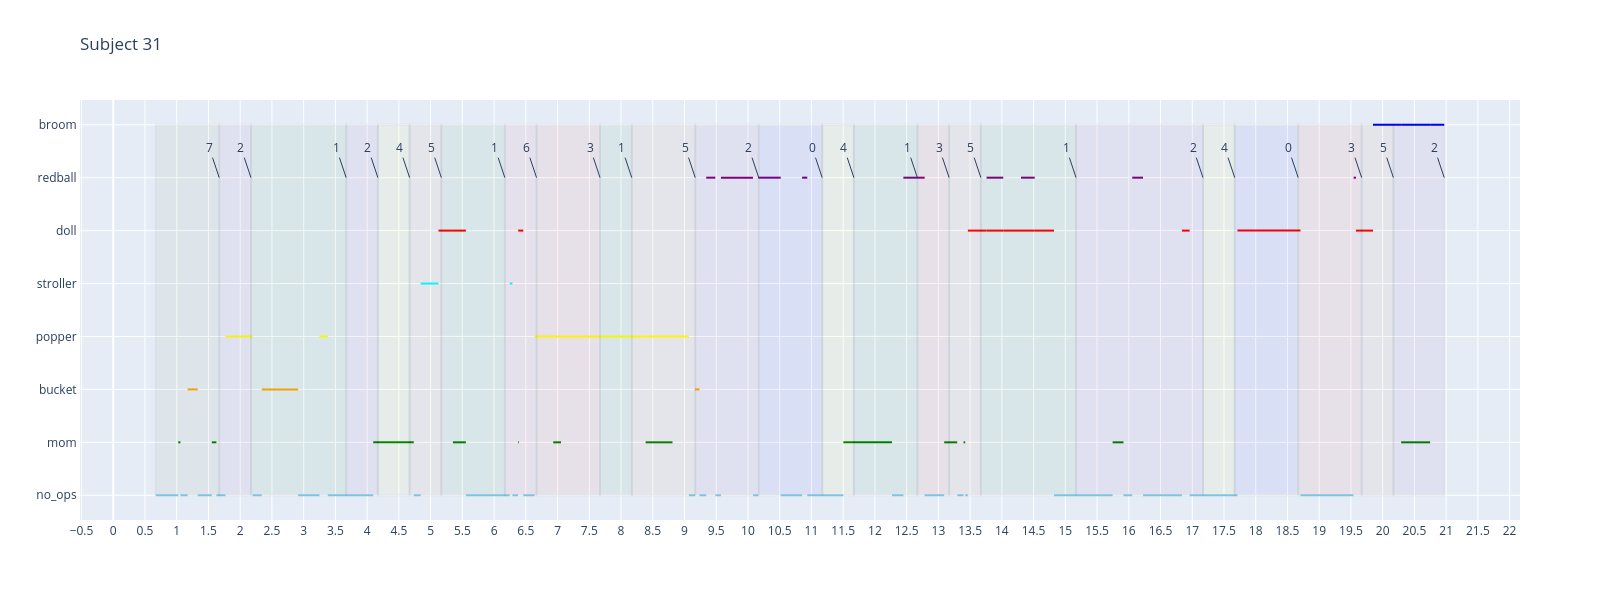 Subject 31
broom
7 2 1 2 4 5 1 6 3 1 5 2 0 4 1 3 5 1 2 4 0 3 5 2
redball
doll
stroller
popper
bucket
mom
no_ops
−0.5 0 0.5 1 1.5 2 2.5 3 3.5 4 4.5 5 5.5 6 6.5 7 7.5 8 8.5 9 9.5 10 10.5 11 11.5 12 12.5 13 13.5 14 14.5 15 15.5 16 16.5 17 17.5 18 18.5 19 19.5 20 20.5 21 21.5 22